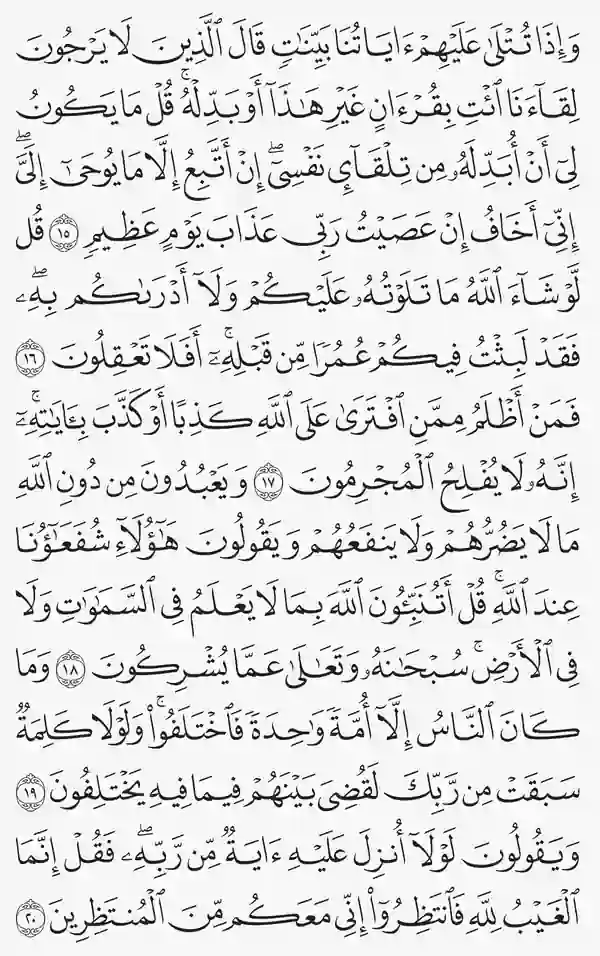 وَإِذَا تُتْلَىٰ عَلَيْهِمْ ءَايَاتُنَا بَيِّنَٰتٍ قَالَ ٱلَّذِينَ لَا يَرْجُونَ
لِقَآءَنَا ٱئْتِ بِقُرْءَانٍ غَيْرِ هَٰذَآ أَوْ بَدِّلْهُ ۚ قُلْ مَا يَكُونُ
لِىٓ أَنْ أُبَدِّلَهُۥ مِن تِلْقَآئِ نَفْسِىٓ ۖ إِنْ أَتَّبِعُ إِلَّا مَا يُوحَىٰٓ إِلَىَّ ۖ
إِنِّىٓ أَخَافُ إِنْ عَصَيْتُ رَبِّى عَذَابَ يَوْمٍ عَظِيمٍ ١٥ قُل
لَّوْ شَآءَ ٱللَّهُ مَا تَلَوْتُهُۥ عَلَيْكُمْ وَلَآ أَدْرَىٰكُم بِهِۦ ۖ
فَقَدْ لَبِثْتُ فِيكُمْ عُمُرًا مِّن قَبْلِهِۦٓ ۚ أَفَلَا تَعْقِلُونَ ١٦
فَمَنْ أَظْلَمُ مِمَّنِ ٱفْتَرَىٰ عَلَى ٱللَّهِ كَذِبًا أَوْ كَذَّبَ بِـَٔايَٰتِهِۦٓ ۚ
إِنَّهُۥ لَا يُفْلِحُ ٱلْمُجْرِمُونَ ١٧ وَيَعْبُدُونَ مِن دُونِ ٱللَّهِ
مَا لَا يَضُرُّهُمْ وَلَا يَنفَعُهُمْ وَيَقُولُونَ هَٰٓؤُلَآءِ شُفَعَٰٓؤُنَا
عِندَ ٱللَّهِ ۚ قُلْ أَتُنَبِّـُٔونَ ٱللَّهَ بِمَا لَا يَعْلَمُ فِى ٱلسَّمَٰوَٰتِ وَلَا
فِى ٱلْأَرْضِ ۚ سُبْحَٰنَهُۥ وَتَعَٰلَىٰ عَمَّا يُشْرِكُونَ ١٨ وَمَا
كَانَ ٱلنَّاسُ إِلَّآ أُمَّةً وَٰحِدَةً فَٱخْتَلَفُوا۟ ۚ وَلَوْلَا كَلِمَةٌ
سَبَقَتْ مِن رَّبِّكَ لَقُضِىَ بَيْنَهُمْ فِيمَا فِيهِ يَخْتَلِفُونَ ١٩
وَيَقُولُونَ لَوْلَآ أُنزِلَ عَلَيْهِ ءَايَةٌ مِّن رَّبِّهِۦ ۖ فَقُلْ إِنَّمَا
ٱلْغَيْبُ لِلَّهِ فَٱنتَظِرُوٓا۟ إِنِّى مَعَكُم مِّنَ ٱلْمُنتَظِرِينَ ٢٠